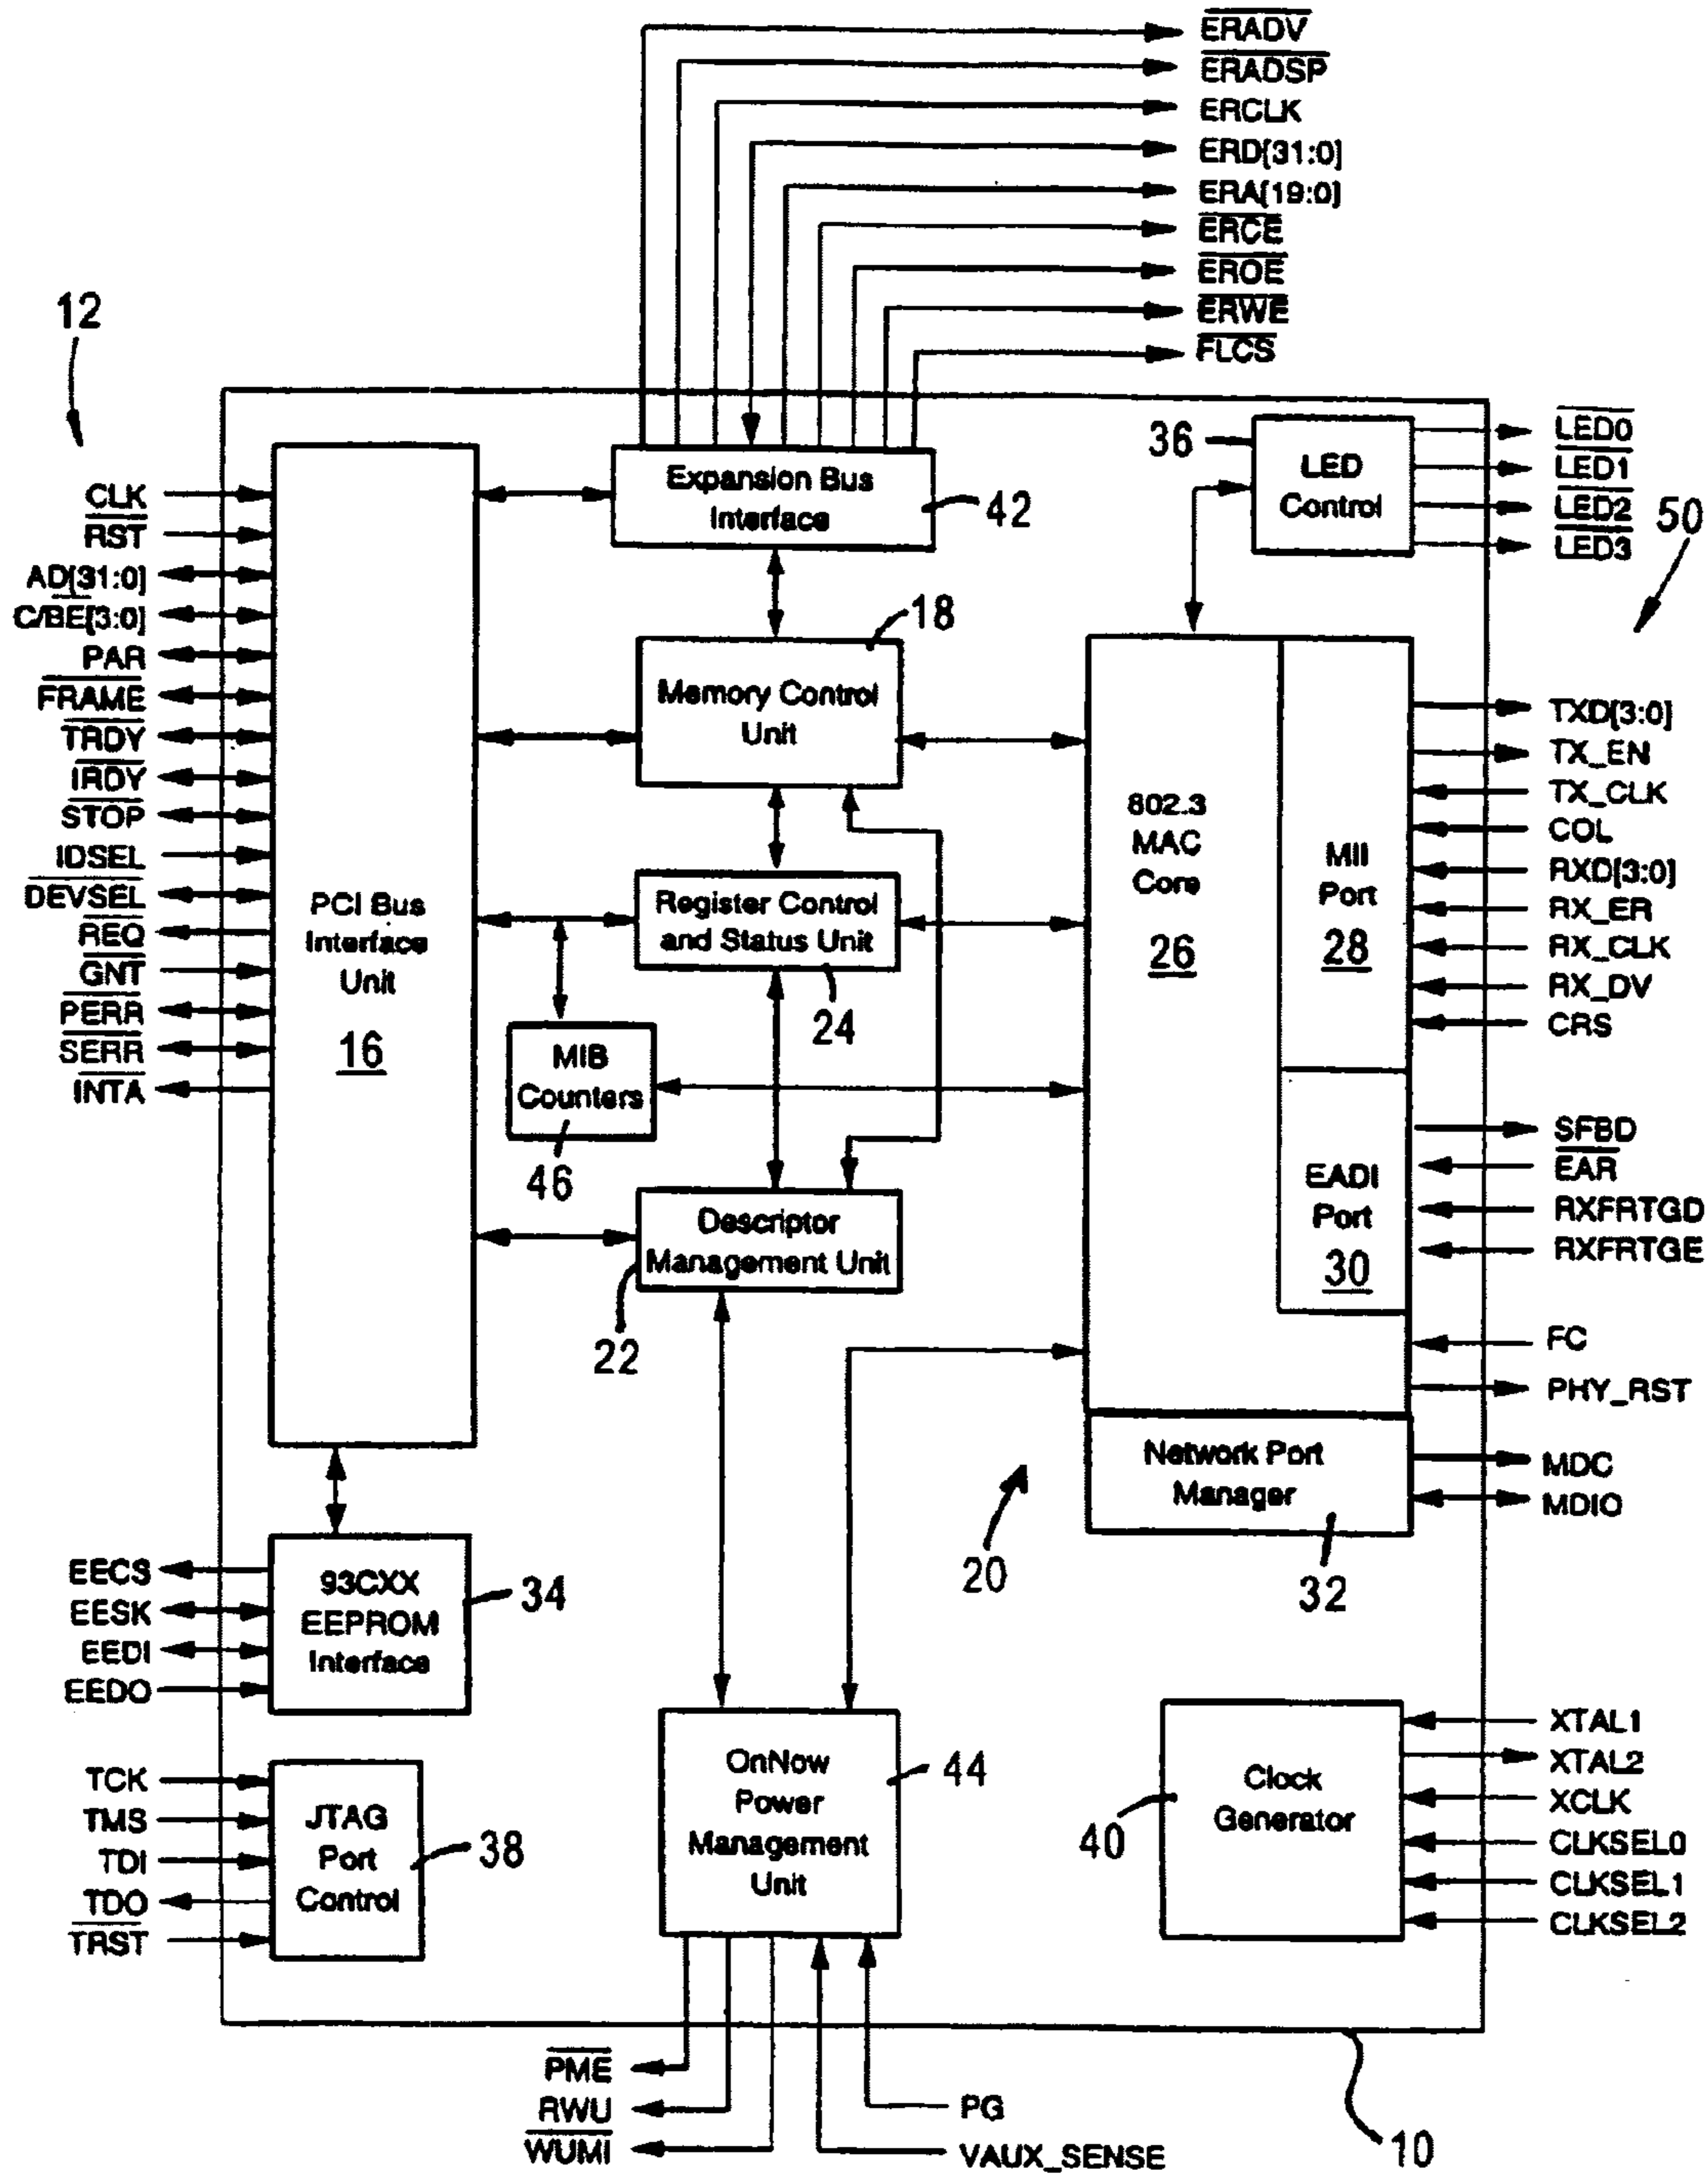 ERADV
ERADSP
ERCLK
ERD[31:0]
ERA[19:0]
ERCE
EROE
ERWE
FLCS
12
CLK
RST
AD[31:0]
C/BE[3:0]
PAR
FRAME
TRDY
IRDY
STOP
IDSEL
DEVSEL
REQ
GNT
PERR
SERR
INTA
PCI Bus
Interface
Unit
16
Expansion Bus
Interface
42
18
Memory Control
Unit
Register Control
and Status Unit
24
MIB
Counters
46
Descriptor
Management Unit
22
36
LED
Control
LED0
LED1
LED2
LED3
50
802.3
MAC
Core
26
MII
Port
28
TXD[3:0]
TX_EN
TX_CLK
COL
RXD[3:0]
RX_ER
RX_CLK
RX_DV
CRS
EADI
Port
30
SFBD
EAR
RXFRTGD
RXFRTGE
FC
PHY_RST
Network Port
Manager
32
MDC
MDIO
20
EECS
EESK
EEDI
EEDO
93CXX
EEPROM
Interface
34
TCK
TMS
TDI
TDO
TRST
JTAG
Port
Control
38
OnNow
Power
Management
Unit
44
40
Clock
Generator
XTAL1
XTAL2
XCLK
CLKSEL0
CLKSEL1
CLKSEL2
PME
RWU
WUMI
PG
VAUX_SENSE
10